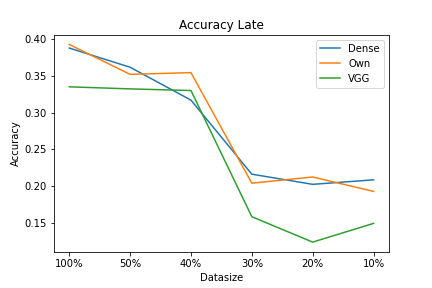 Accuracy Late
Dense
Own
VGG
Accuracy
0.40
0.35
0.30
0.25
0.20
0.15
100% 50% 40% 30% 20% 10%
Datasize